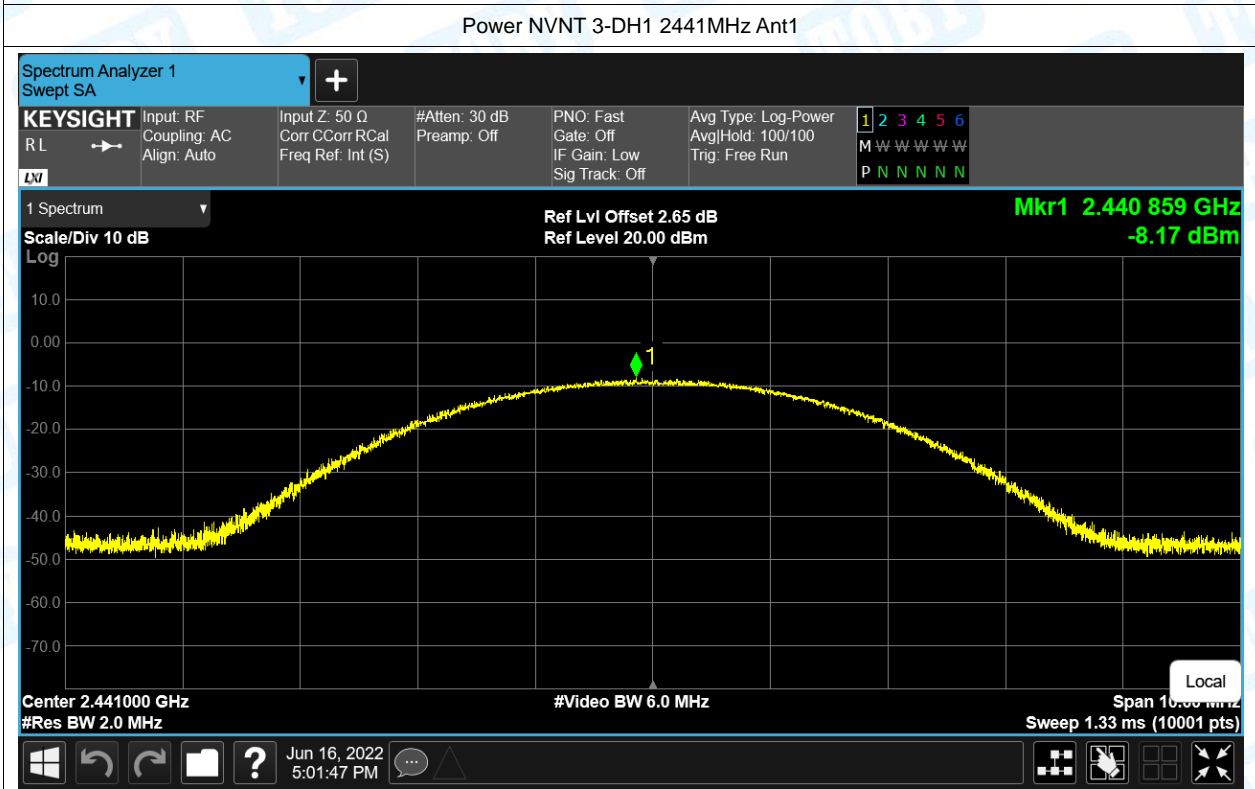 Power NVNT 3-DH1 2441MHz Ant1
Spectrum Analyzer 1
Swept SA
KEYSIGHT
R L
LXI
Input: RF
Coupling: AC
Align: Auto
Input Z: 50 Ω
Corr CCorr RCal
Freq Ref: Int (S)
#Atten: 30 dB
Preamp: Off
PNO: Fast
Gate: Off
IF Gain: Low
Sig Track: Off
Avg Type: Log-Power
Avg|Hold: 100/100
Trig: Free Run
1 2 3 4 5 6
M W W W W W
P N N N N N
1 Spectrum
Scale/Div 10 dB
Ref Lvl Offset 2.65 dB
Ref Level 20.00 dBm
Mkr1 2.440 859 GHz
-8.17 dBm
Log
10.0
0.00
-10.0
-20.0
-30.0
-40.0
-50.0
-60.0
-70.0
1
Center 2.441000 GHz
#Res BW 2.0 MHz
#Video BW 6.0 MHz
Span 10.00 MHz
Sweep 1.33 ms (10001 pts)
Local
?
Jun 16, 2022
5:01:47 PM